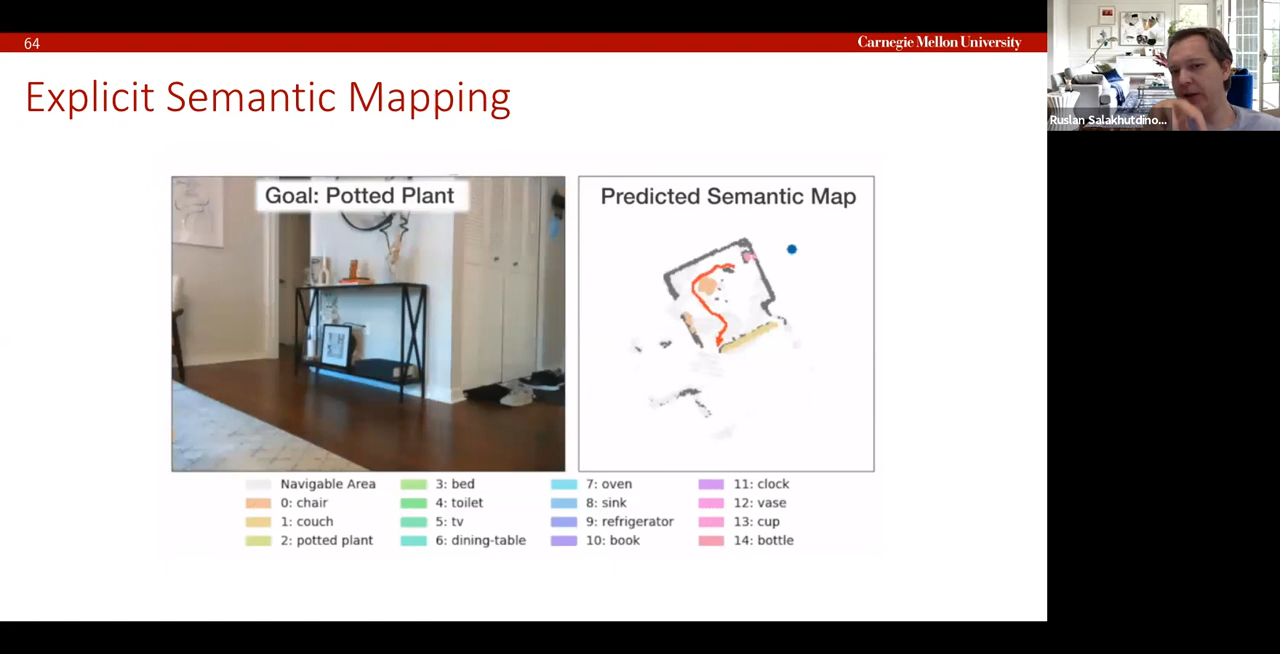 64
Carnegie Mellon University
Ruslan Salakhutdino...
Explicit Semantic Mapping
Goal: Potted Plant
Predicted Semantic Map
Navigable Area
0: chair
1: couch
2: potted plant
3: bed
4: toilet
5: tv
6: dining-table
7: oven
8: sink
9: refrigerator
10: book
11: clock
12: vase
13: cup
14: bottle